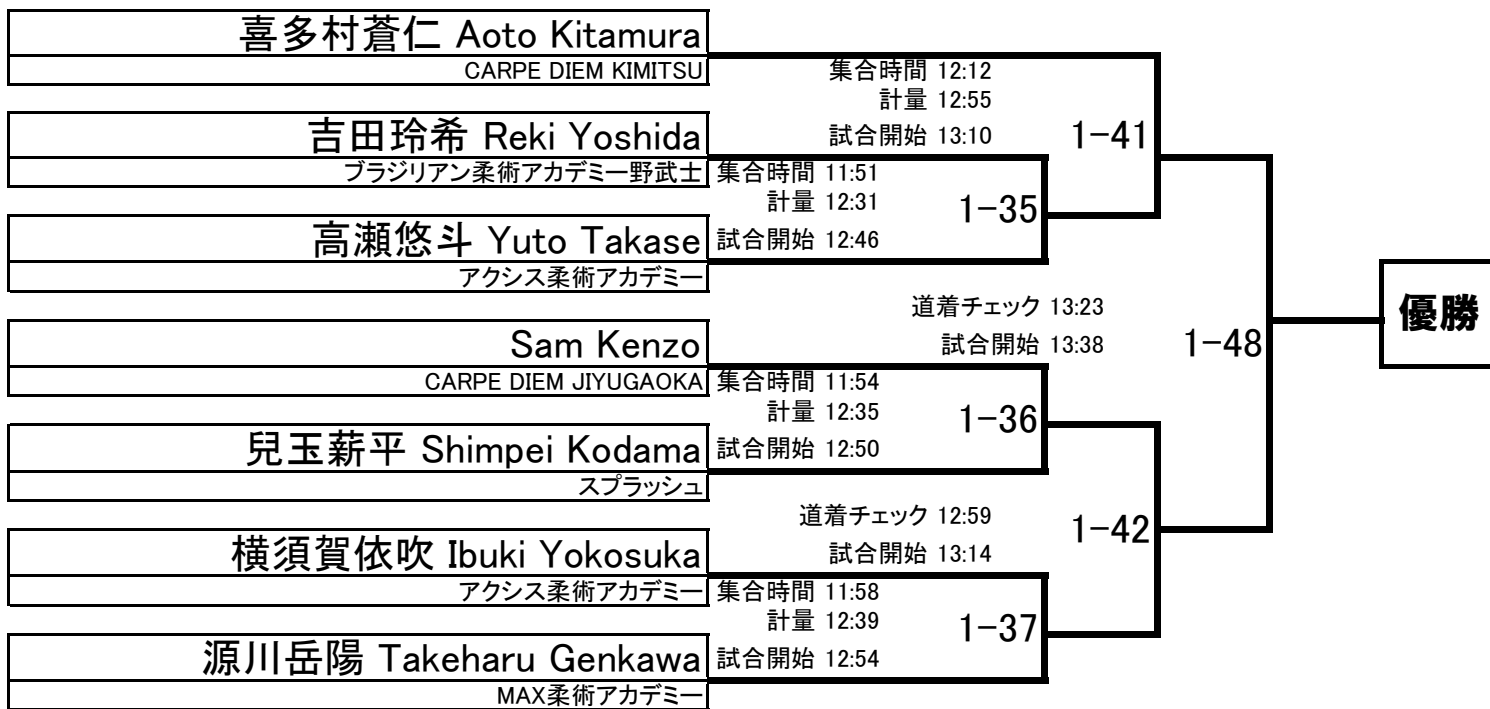 喜多村蒼仁 Aoto Kitamura
CARPE DIEM KIMITSU
集合時間 12:12
計量 12:55
試合開始 13:10
1-41
吉田玲希 Reki Yoshida
ブラジリアン柔術アカデミー野武士
集合時間 11:51
計量 12:31
試合開始 12:46
1-35
高瀬悠斗 Yuto Takase
アクシス柔術アカデミー
道着チェック 13:23
試合開始 13:38
1-48
優勝
Sam Kenzo
CARPE DIEM JIYUGAOKA
集合時間 11:54
計量 12:35
試合開始 12:50
1-36
兒玉薪平 Shimpei Kodama
スプラッシュ
道着チェック 12:59
試合開始 13:14
1-42
横須賀依吹 Ibuki Yokosuka
アクシス柔術アカデミー
集合時間 11:58
計量 12:39
試合開始 12:54
1-37
源川岳陽 Takeharu Genkawa
MAX柔術アカデミー